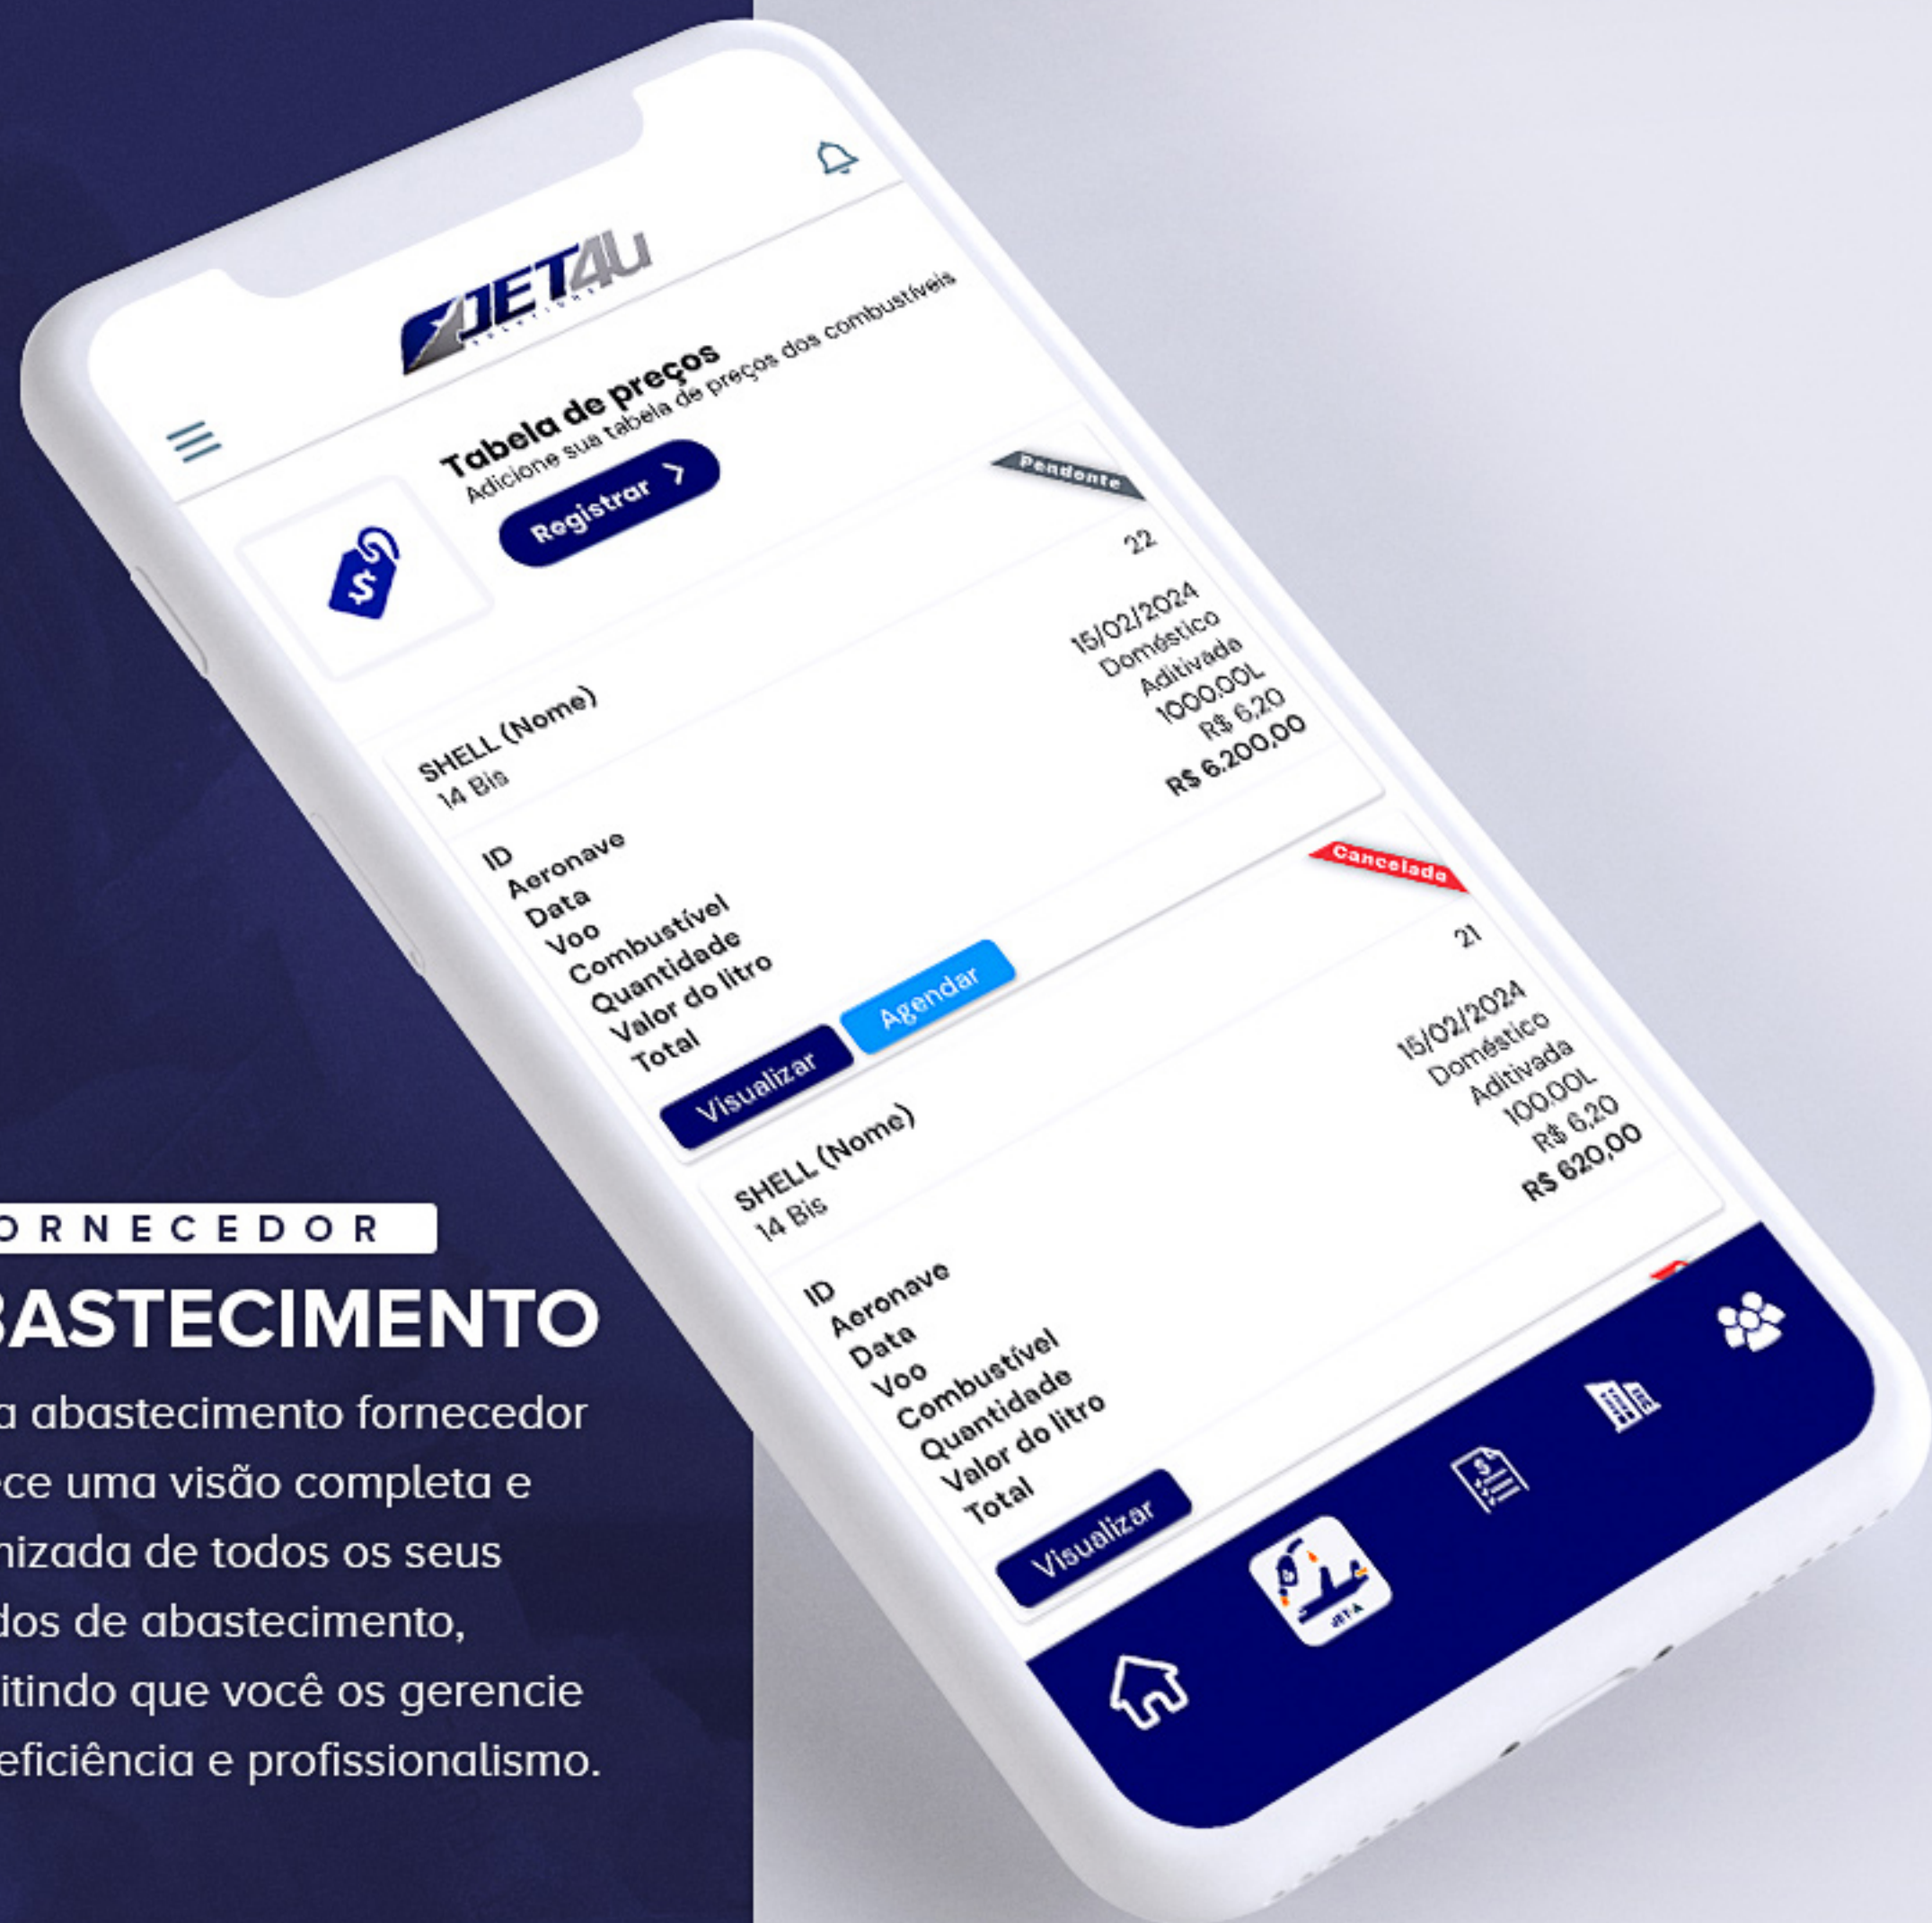 JET4U
SOLUTIONS
Tabela de preços
Adicione sua tabela de preços dos combustíveis
Registrar
Pendente
SHELL (Nome)
14 Bis
ID 22
Aeronave
Data 15/02/2024
Voo Doméstico
Combustível Aditivada
Quantidade 1000.00L
Valor do litro R$ 6,20
Total R$ 6.200,00
Visualizar Agendar
Cancelada
SHELL (Nome)
14 Bis
ID 21
Aeronave
Data 15/02/2024
Voo Doméstico
Combustível Aditivada
Quantidade 100.00L
Valor do litro R$ 6,20
Total R$ 620,00
Visualizar
JET-A
ORNECEDOR
BASTECIMENTO
a abastecimento fornecedor
ce uma visão completa e
nizada de todos os seus
dos de abastecimento,
itindo que você os gerencie
eficiência e profissionalismo.